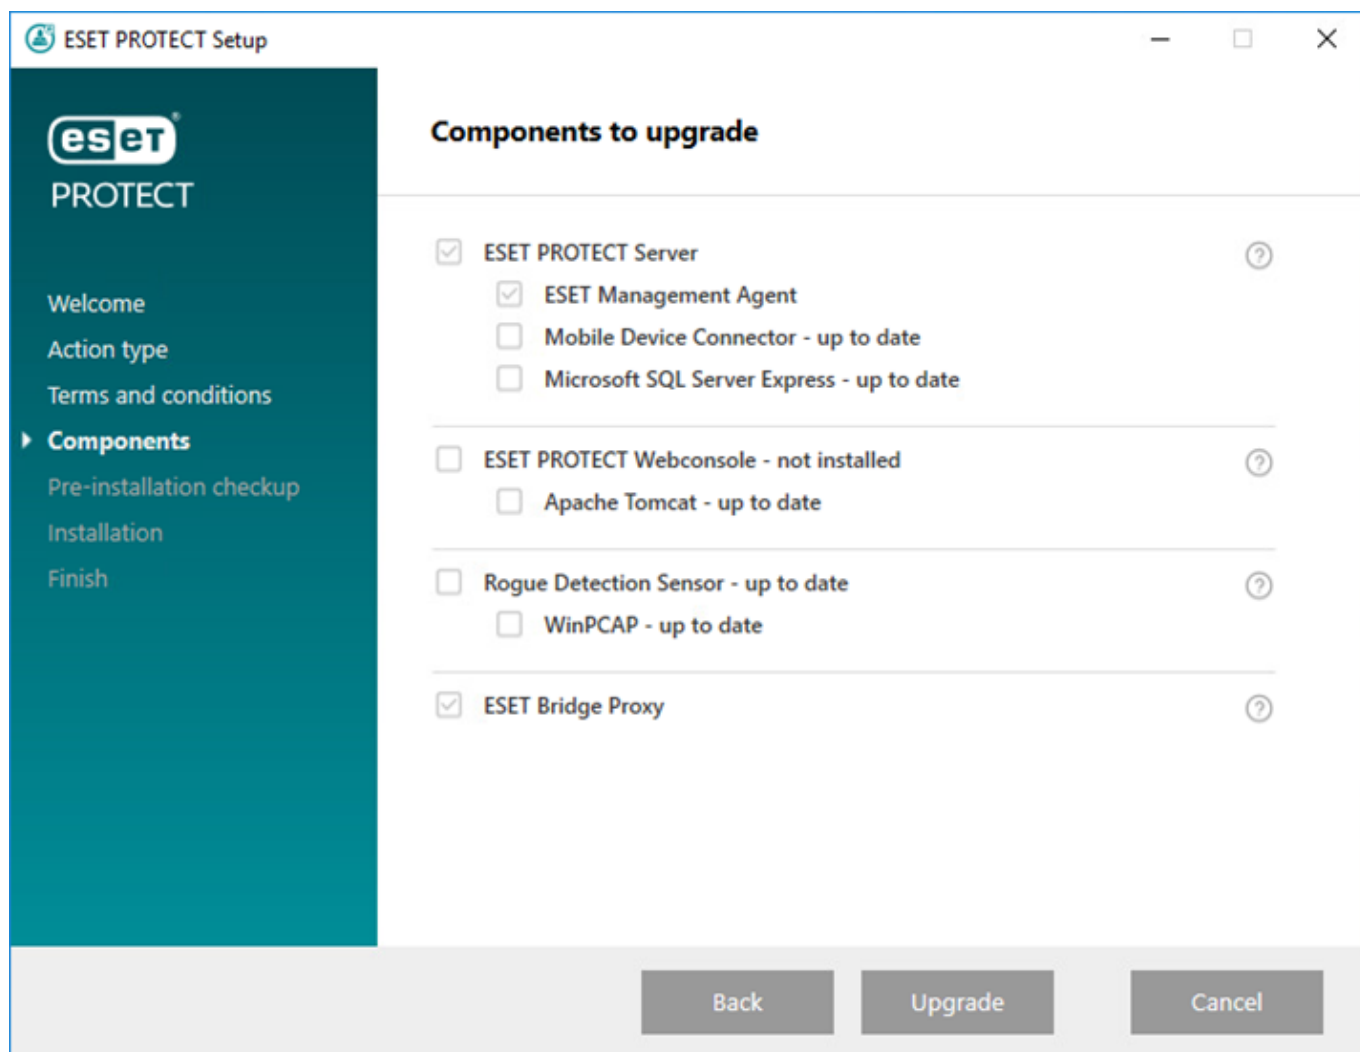 ESET PROTECT Setup
eseT®
PROTECT
Welcome
Action type
Terms and conditions
Components
Pre-installation checkup
Installation
Finish
Components to upgrade
ESET PROTECT Server
ESET Management Agent
Mobile Device Connector - up to date
Microsoft SQL Server Express - up to date
ESET PROTECT Webconsole - not installed
Apache Tomcat - up to date
Rogue Detection Sensor - up to date
WinPCAP - up to date
ESET Bridge Proxy
Back
Upgrade
Cancel